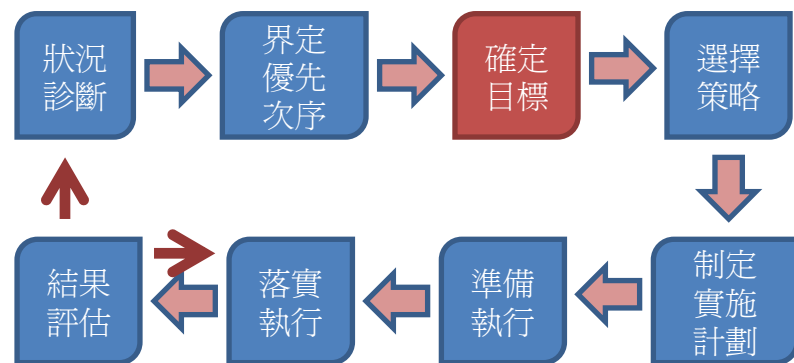 狀況
診斷
界定
優先
次序
確定
目標
選擇
策略
結果
評估
落實
執行
準備
執行
制定
實施
計劃